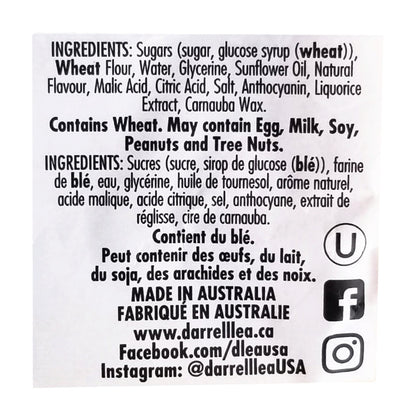 INGREDIENTS: Sugars (sugar, glucose syrup (wheat)),
Wheat Flour, Water, Glycerine, Sunflower Oil, Natural
Flavour, Malic Acid, Citric Acid, Salt, Anthocyanin, Liquorice
Extract, Carnauba Wax.
Contains Wheat. May contain Egg, Milk, Soy,
Peanuts and Tree Nuts.
INGREDIENTS: Sucres (sucre, sirop de glucose (blé)), farine
de blé, eau, glycérine, huile de tournesol, arôme naturel,
acide malique, acide citrique, sel, anthocyane, extrait de
réglisse, cire de carnauba.
Contient du blé.
Peut contenir des œufs, du lait,
du soja, des arachides et des noix.
MADE IN AUSTRALIA
FABRIQUÉ EN AUSTRALIE
www.darrelllea.ca
Facebook.com/dleausa
Instagram: @darrellleaUSA
U
f